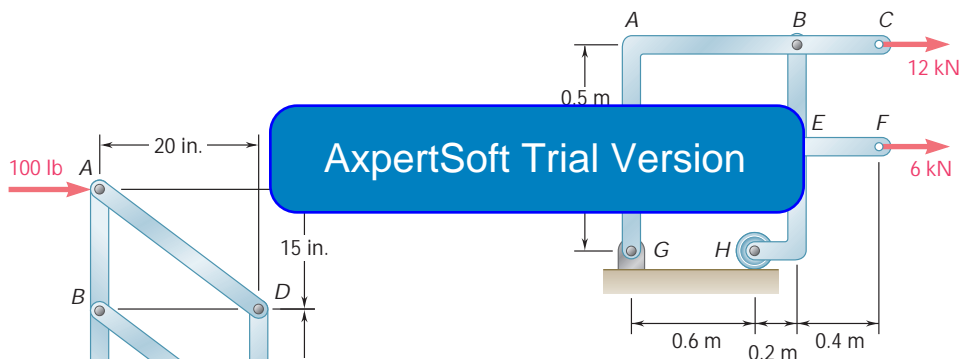 A B C
12 kN
0.5 m
E F
6 kN
G H
0.6 m 0.2 m 0.4 m
AxpertSoft Trial Version
20 in.
100 lb A
15 in.
B D